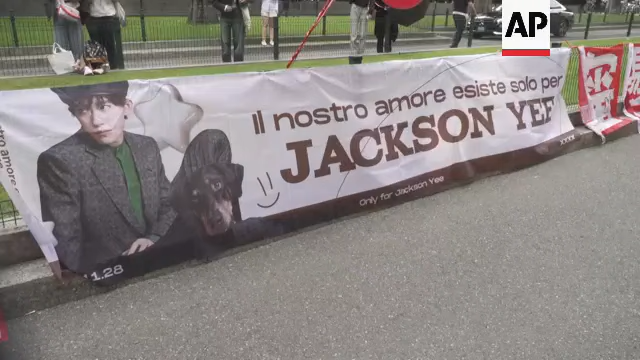 AP
Il nostro amore esiste solo per
JACKSON YEE
Only for Jackson Yee
1.28